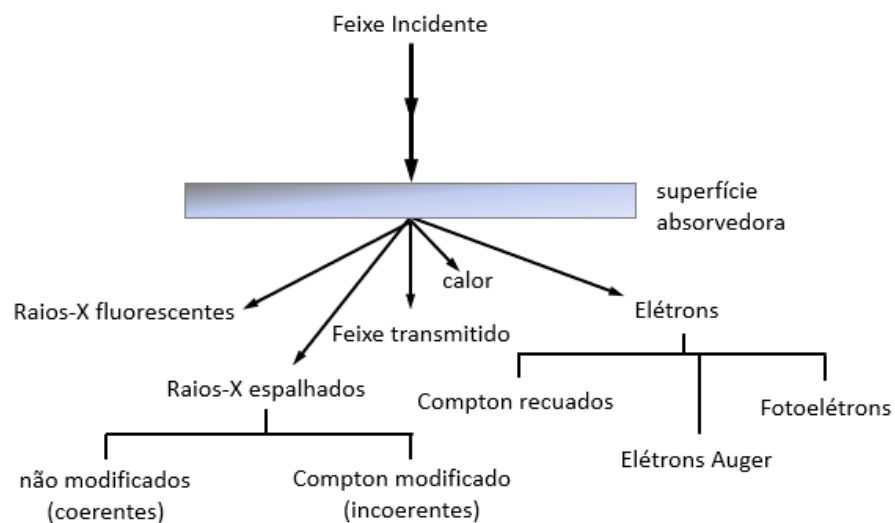 Feixe Incidente
superfície
absorvedora
calor
Raios-X fluorescentes
Feixe transmitido
Elétrons
Raios-X espalhados
Compton recuados
Fotoelétrons
Elétrons Auger
não modificados
(coerentes)
Compton modificado
(incoerentes)